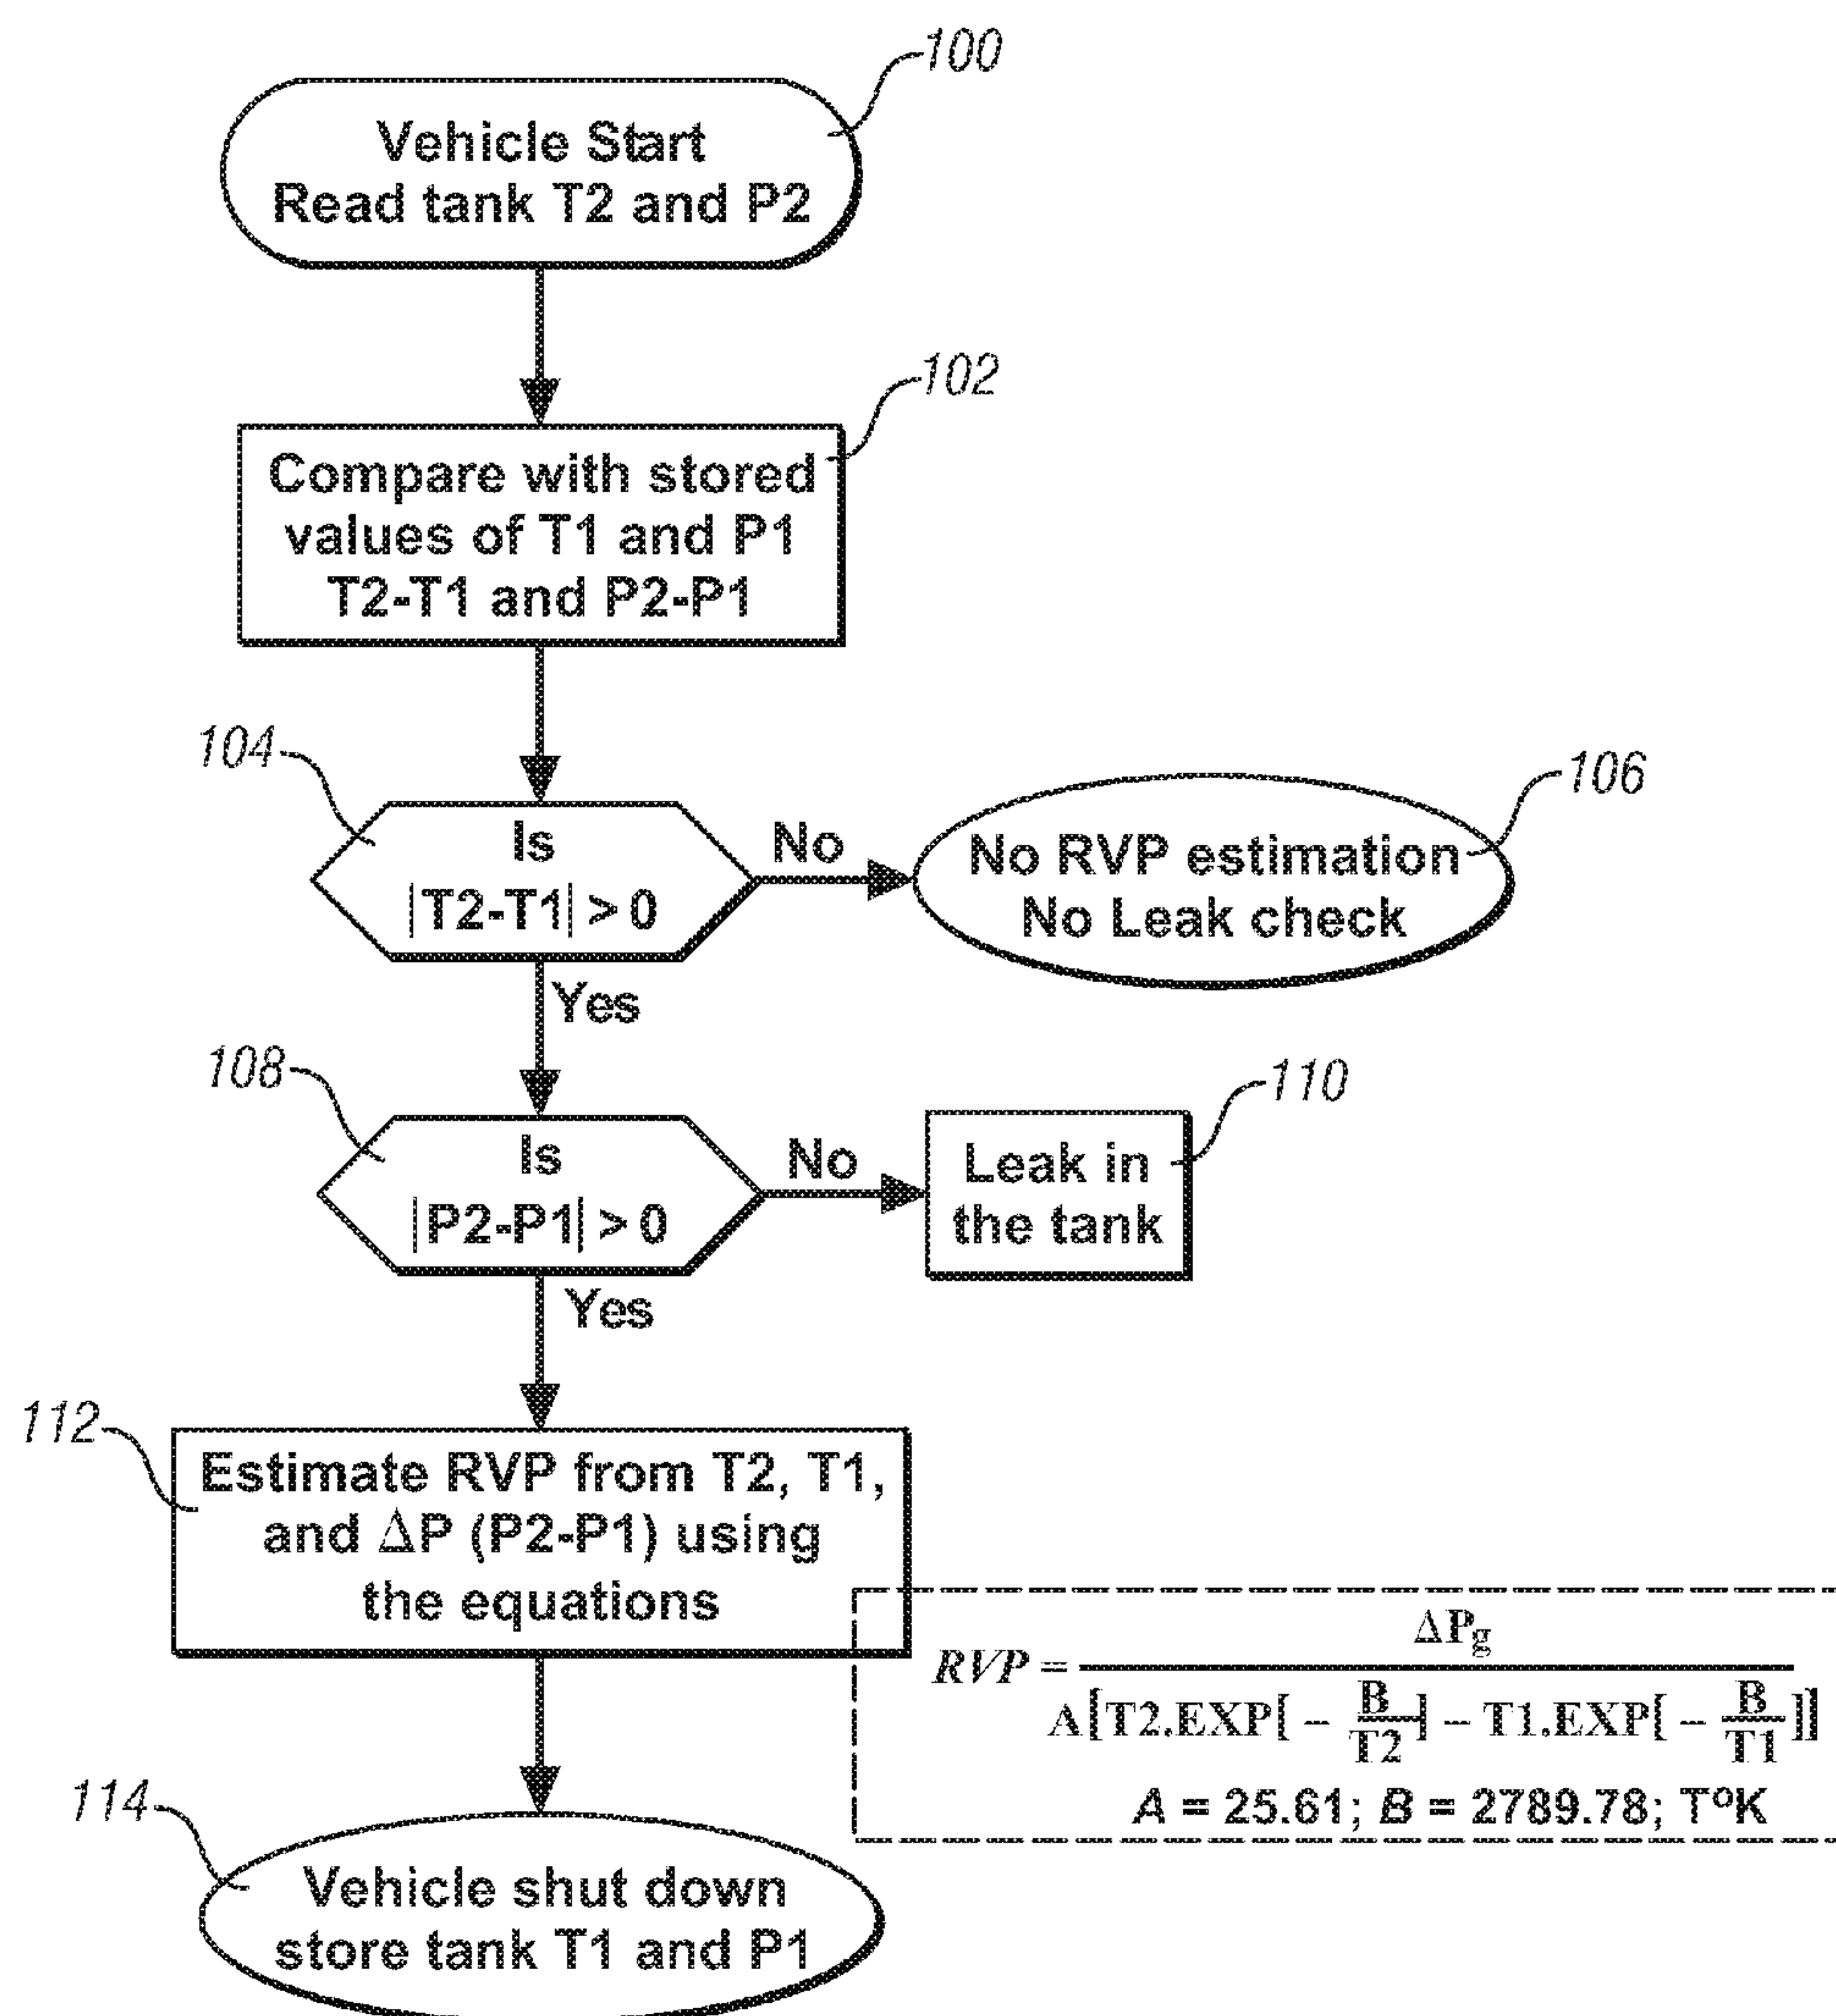 100
Vehicle Start
Read tank T2 and P2
102
Compare with stored
values of T1 and P1
T2-T1 and P2-P1
104
Is
|T2-T1| > 0
No
106
No RVP estimation
No Leak check
Yes
108
Is
|P2-P1| > 0
No
110
Leak in
the tank
Yes
112
Estimate RVP from T2, T1,
and ΔP (P2-P1) using
the equations
RVP = ΔPg / A[T2.EXP[ - B/T2] - T1.EXP[ - B/T1]]
A = 25.61; B = 2789.78; TºK
114
Vehicle shut down
store tank T1 and P1